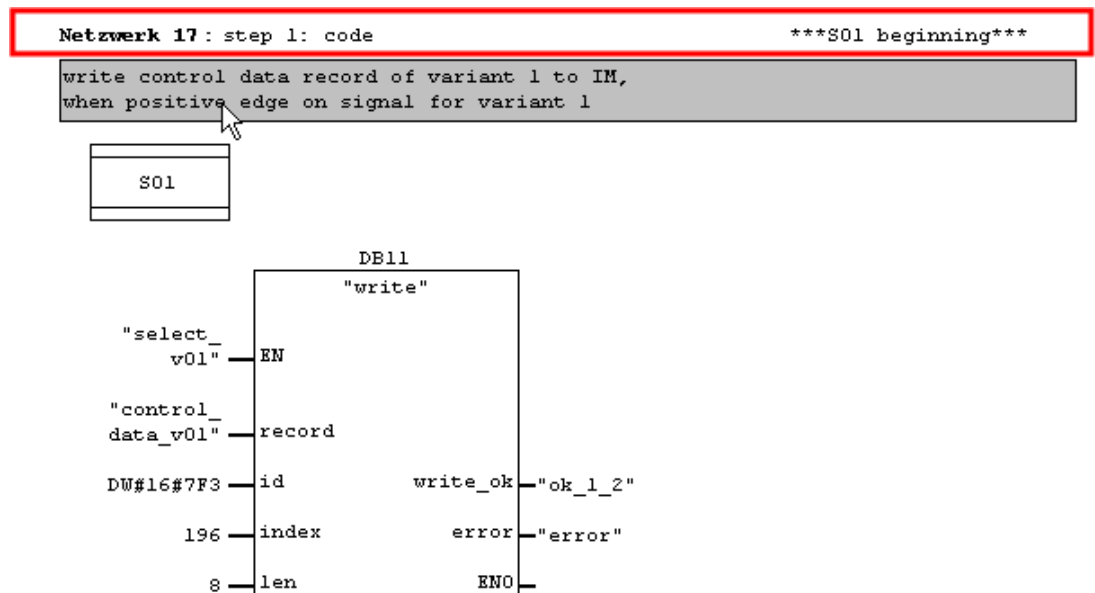 Netzwerk 17: step 1: code ***S01 beginning***
write control data record of variant 1 to IM,
when positive edge on signal for variant 1
S01
DB11
"write"
"select_
v01" EN
"control_
data_v01" record
DW#16#7F3 id write_ok "ok_1_2"
196 index error "error"
8 len ENO